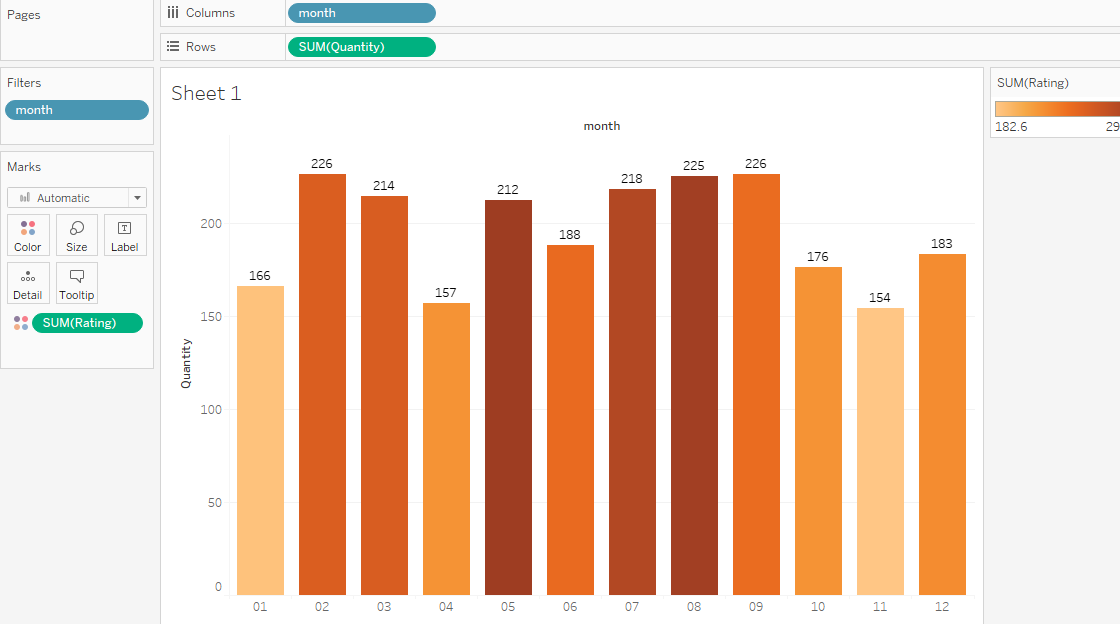 Pages
Columns
month
Rows
SUM(Quantity)
Filters
month
Marks
Automatic
Color
Size
Label
Detail
Tooltip
SUM(Rating)
Sheet 1
month
Quantity
200
150
100
50
0
166
226
214
157
212
188
218
225
226
176
154
183
01 02 03 04 05 06 07 08 09 10 11 12
SUM(Rating)
182.6 29